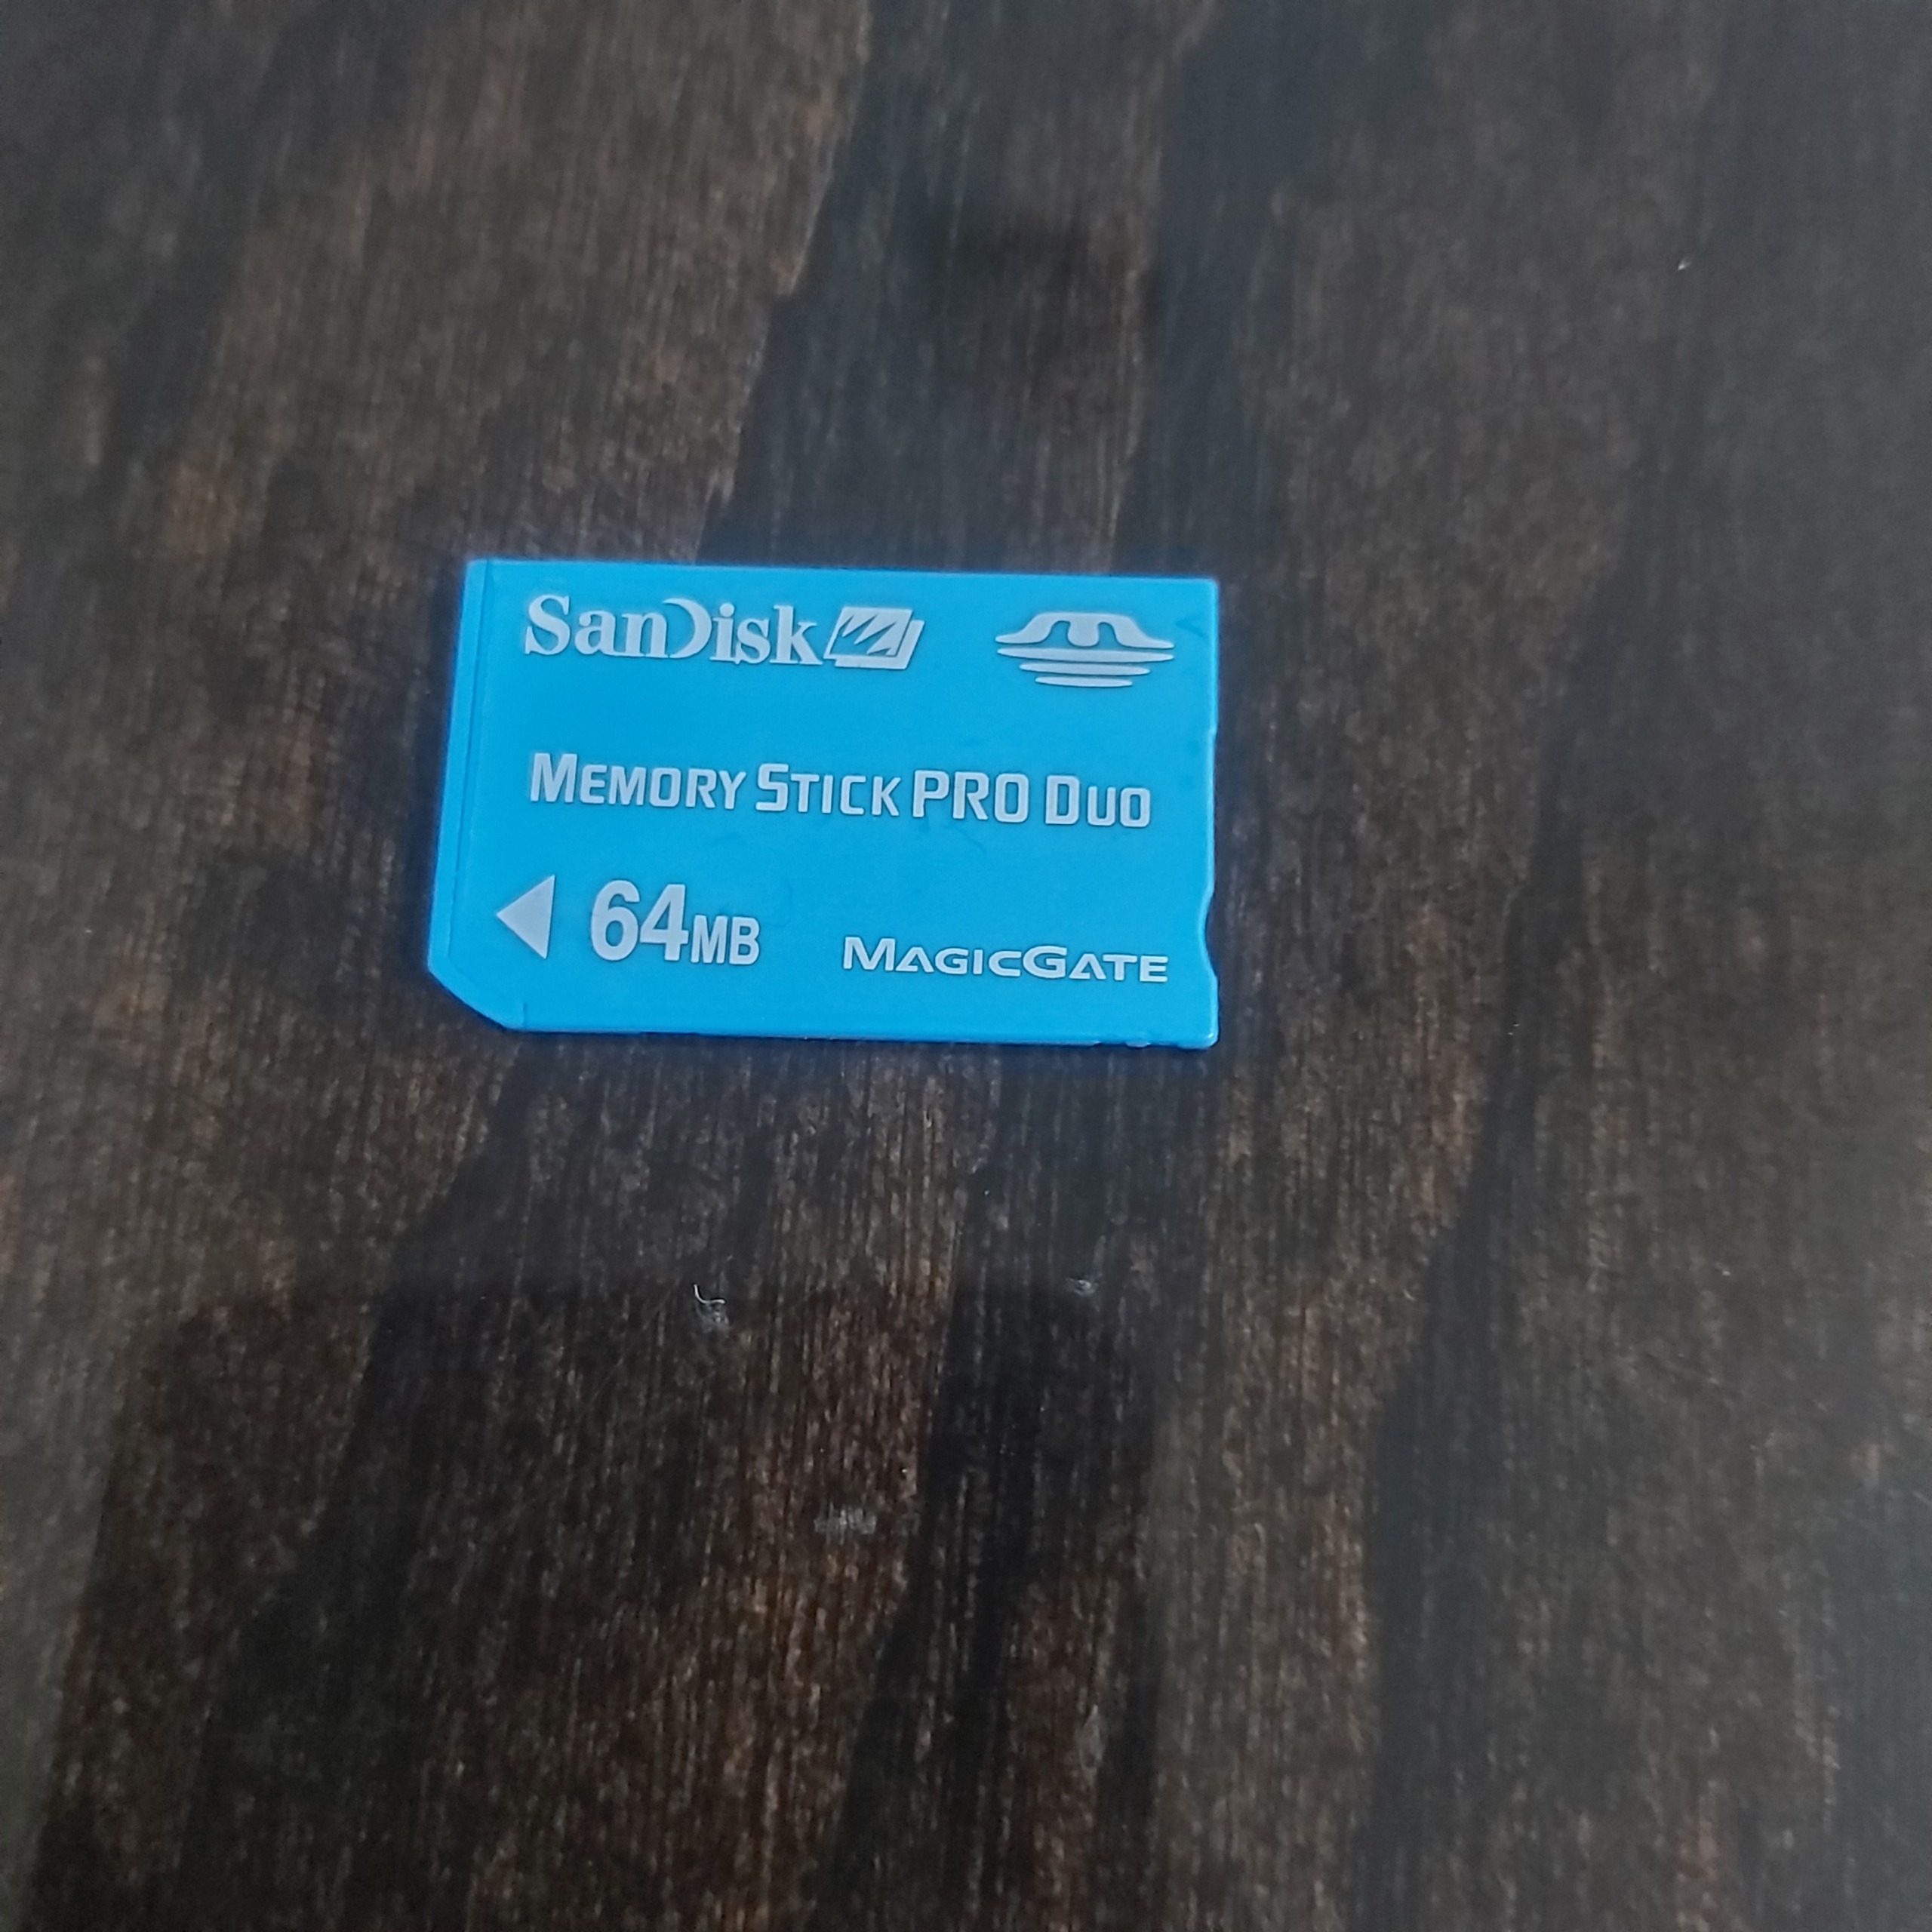 SanDisk
MEMORY STICK PRO DUO
64MB MAGICGATE